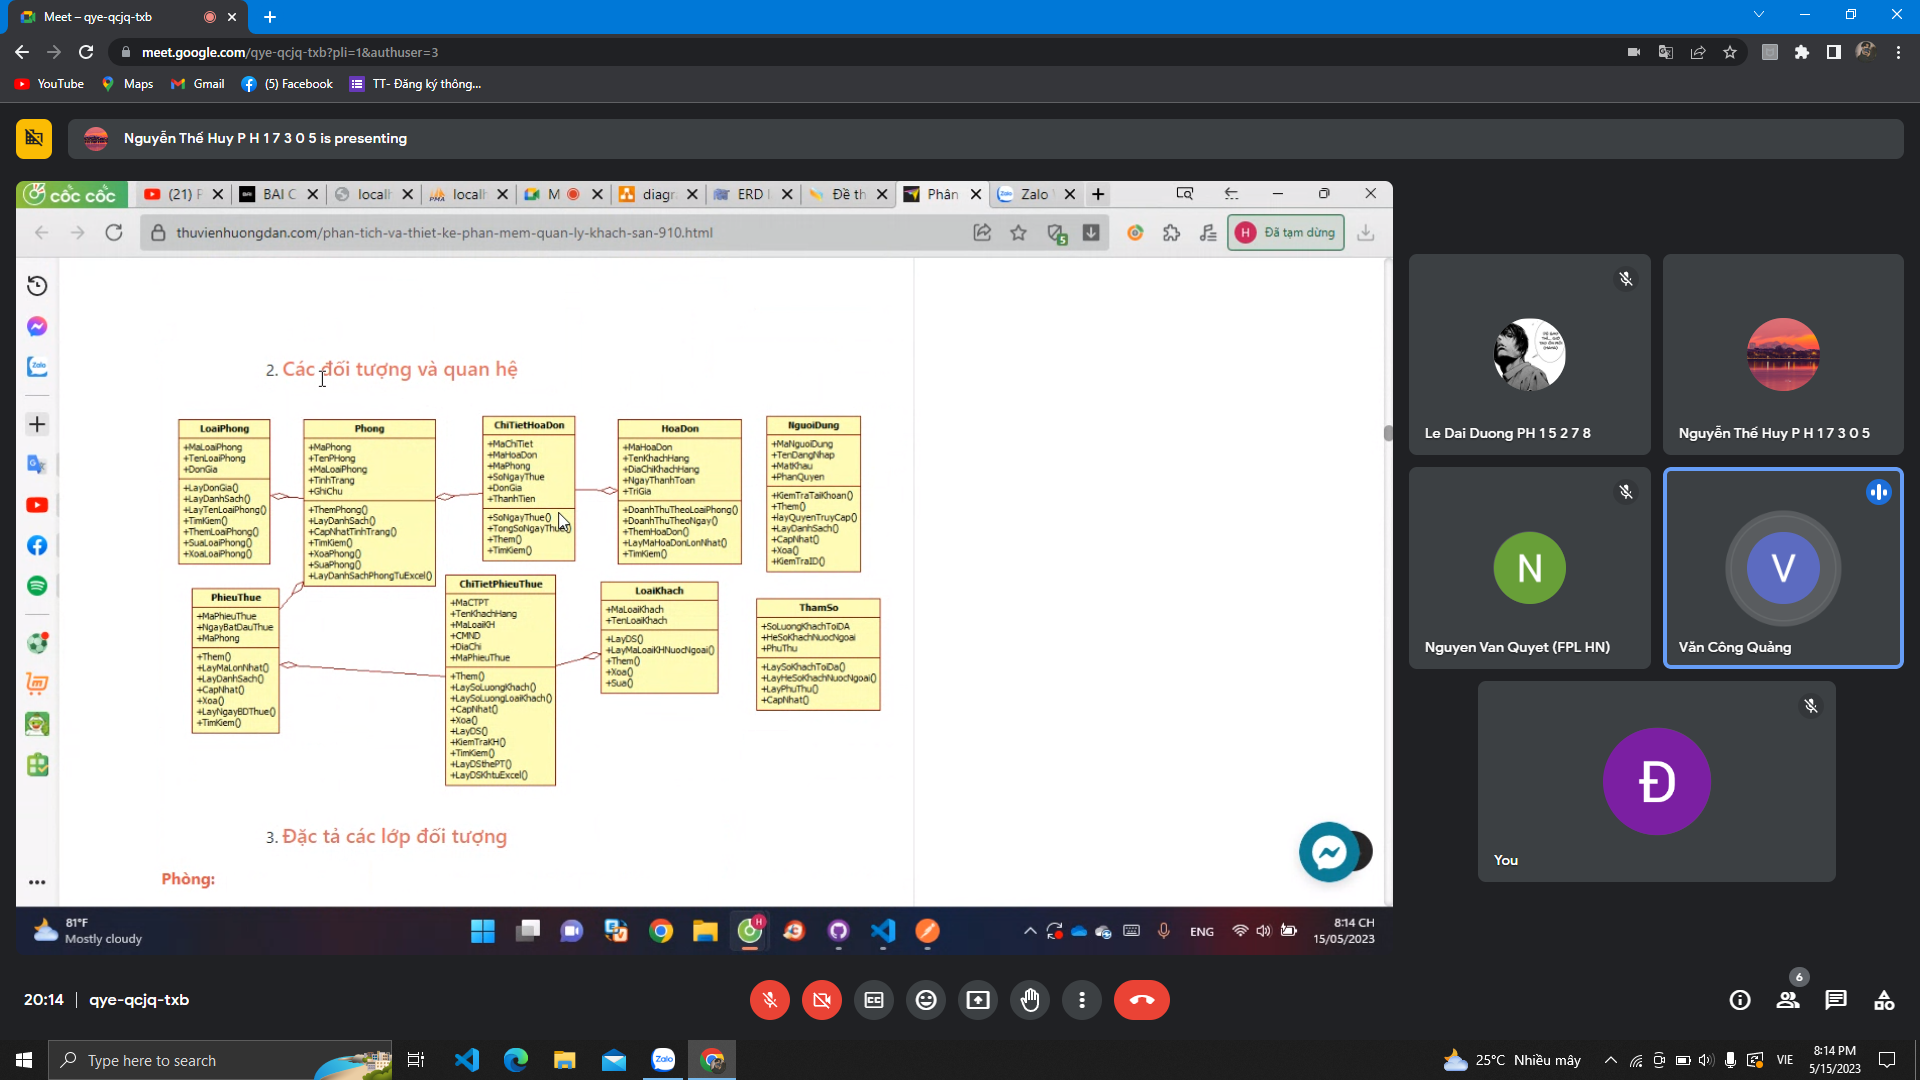 Meet – qye-qcjq-txb
meet.google.com/qye-qcjq-txb?pli=1&authuser=3
YouTube
Maps
Gmail
(5) Facebook
TT- Đăng ký thông...
Nguyễn Thế Huy P H 1 7 3 0 5 is presenting
cốc cốc
(21)
BAI C
local
PMA
local
M
diagr
ERD
Đề th
Phân
Zalo
thuvienhuongdan.com/phan-tich-va-thiet-ke-phan-mem-quan-ly-khach-san-910.html
5
H
Đã tạm dừng
2. Các đối tượng và quan hệ
LoaiPhong
+MaLoaiPhong
+TenLoaiPhong
+DonGia
+LayDonGia()
+LayDanhSach()
+LayTenLoaiPhong()
+TimKiem()
+ThemLoaiPhong()
+SuaLoaiPhong()
+XoaLoaiPhong()
Phong
+MaPhong
+TenPHong
+MaLoaiPhong
+TinhTrang
+GhiChu
+ThemPhong()
+LayDanhSach()
+CapNhatTinhTrang()
+TimKiem()
+XoaPhong()
+SuaPhong()
+LayDanhSachPhongTuExcel()
ChiTietHoaDon
+MaChiTiet
+MaHoaDon
+MaPhong
+SoNgayThue
+DonGia
+ThanhTien
+SoNgayThue()
+TongSoNgayThue()
+Them()
+TimKiem()
HoaDon
+MaHoaDon
+TenKhachHang
+DiaChiKhachHang
+NgayThanhToan
+TriGia
+DoanhThuTheoLoaiPhong()
+DoanhThuTheoNgay()
+ThemHoaDon()
+LayMaHoaDonLonNhat()
+TimKiem()
NguoiDung
+MaNguoiDung
+TenDangNhap
+MatKhau
+PhanQuyen
+KiemTraTaiKhoan()
+Them()
+layQuyenTruyCap()
+LayDanhSach()
+CapNhat()
+Xoa()
+KiemTraID()
PhieuThue
+MaPhieuThue
+NgayBatDauThue
+MaPhong
+Them()
+LayMaLonNhat()
+LayDanhSach()
+CapNhat()
+Xoa()
+LayNgayBDThue()
+TimKiem()
ChiTietPhieuThue
+MaCTPT
+TenKhachHang
+MaLoaiKH
+CMND
+DiaChi
+MaPhieuThue
+Them()
+LaySoLuongKhach()
+LaySoLuongLoaiKhach()
+CapNhat()
+Xoa()
+LayDS()
+KiemTraKH()
+TimKiem()
+LayDSthePT()
+LayDSKhtuExcel()
LoaiKhach
+MaLoaiKhach
+TenLoaiKhach
+LayDS()
+LayMaLoaiKHNuocNgoai()
+Them()
+Xoa()
+Sua()
ThamSo
+SoLuongKhachToiDA
+HeSoKhachNuocNgoai
+PhuThu
+LaySoKhachToiDa()
+LayHeSoKhachNuocNgoai()
+LayPhuThu()
+CapNhat()
3. Đặc tả các lớp đối tượng
Phòng:
81°F
Mostly cloudy
H
ENG
8:14 CH
15/05/2023
Le Dai Duong PH 1 5 2 7 8
Nguyễn Thế Huy P H 1 7 3 0 5
N
Nguyen Van Quyet (FPL HN)
V
Văn Công Quảng
Đ
You
20:14 | qye-qcjq-txb
6
Type here to search
Zalo
25°C Nhiều mây
VIE
8:14 PM
5/15/2023